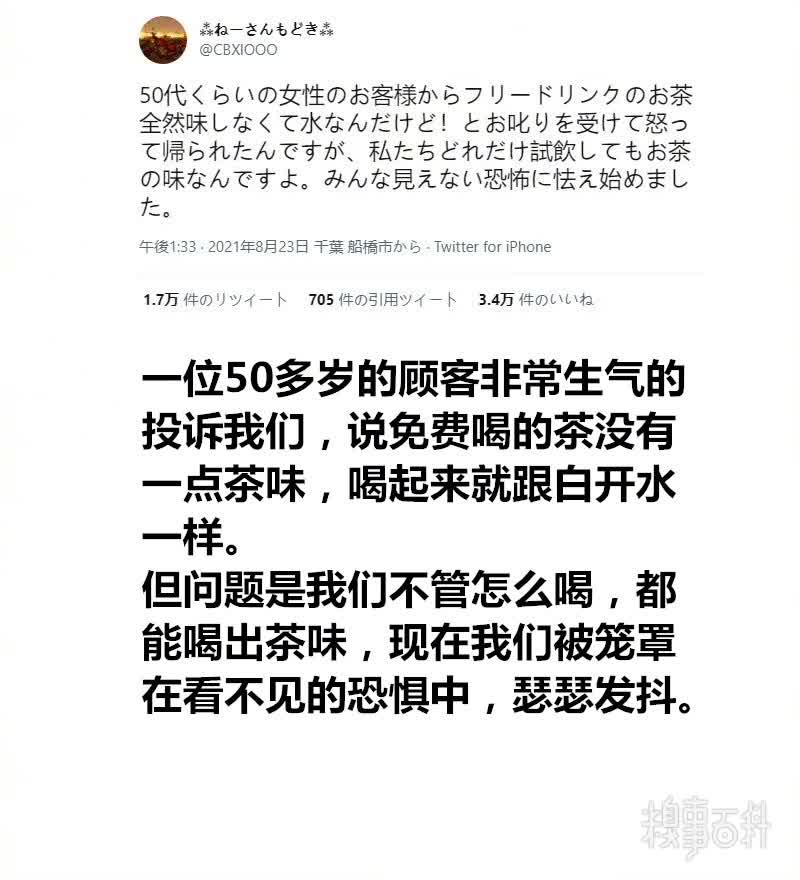 ⁂ねーさんもどき⁂
@CBXIOOO
50代くらいの女性のお客様からフリードリンクのお茶
全然味しなくて水なんだけど！とお叱りを受けて怒っ
て帰られたんですが、私たちどれだけ試飲してもお茶
の味なんですよ。みんな見えない恐怖に怯え始めまし
た。
午後1:33 · 2021年8月23日 千葉 船橋市から · Twitter for iPhone
1.7万 件のリツイート 705 件の引用ツイート 3.4万 件のいいね
一位50多岁的顾客非常生气的
投诉我们，说免费喝的茶没有
一点茶味，喝起来就跟白开水
一样。
但问题是我们不管怎么喝，都
能喝出茶味，现在我们被笼罩
在看不见的恐惧中，瑟瑟发抖。
糗事百科